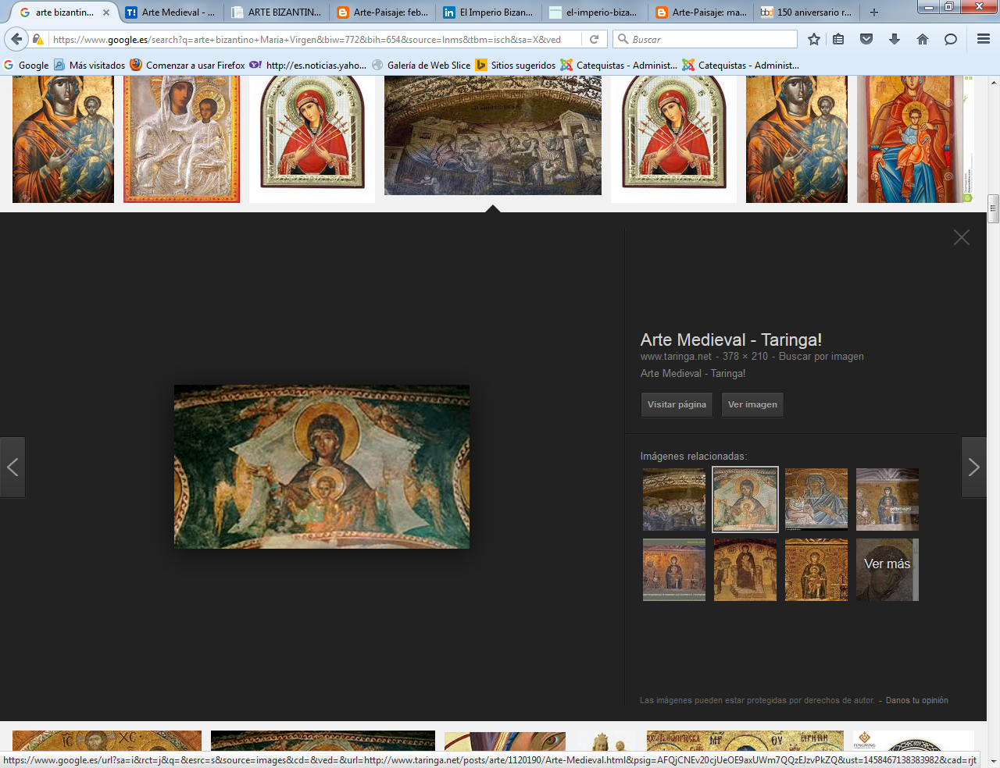 arte bizantin...
Arte Medieval - ...
ARTE BIZANTIN...
Arte-Paisaje: feb...
El Imperio Bizan...
el-imperio-biza...
Arte-Paisaje: ma...
150 aniversario r...
https://www.google.es/search?q=arte+bizantino+Maria+Virgen&biw=772&bih=654&source=lnms&tbm=isch&sa=X&ved
Buscar
Google
Más visitados
Comenzar a usar Firefox
http://es.noticias.yaho...
Galería de Web Slice
Sitios sugeridos
Catequistas - Administ...
Catequistas - Administ...
Arte Medieval - Taringa!
www.taringa.net - 378 × 210 - Buscar por imagen
Arte Medieval - Taringa!
Visitar página
Ver imagen
Imágenes relacionadas:
Ver más
Las imágenes pueden estar protegidas por derechos de autor. - Danos tu opinión
https://www.google.es/url?sa=i&rct=j&q=&esrc=s&source=images&cd=&ved=&url=http://www.taringa.net/posts/arte/1120190/Arte-Medieval.html&psig=AFQjCNEv20cjUeOE9axUWm7QQzEJzvPkZQ&ust=1458467138383982&cad=rjt